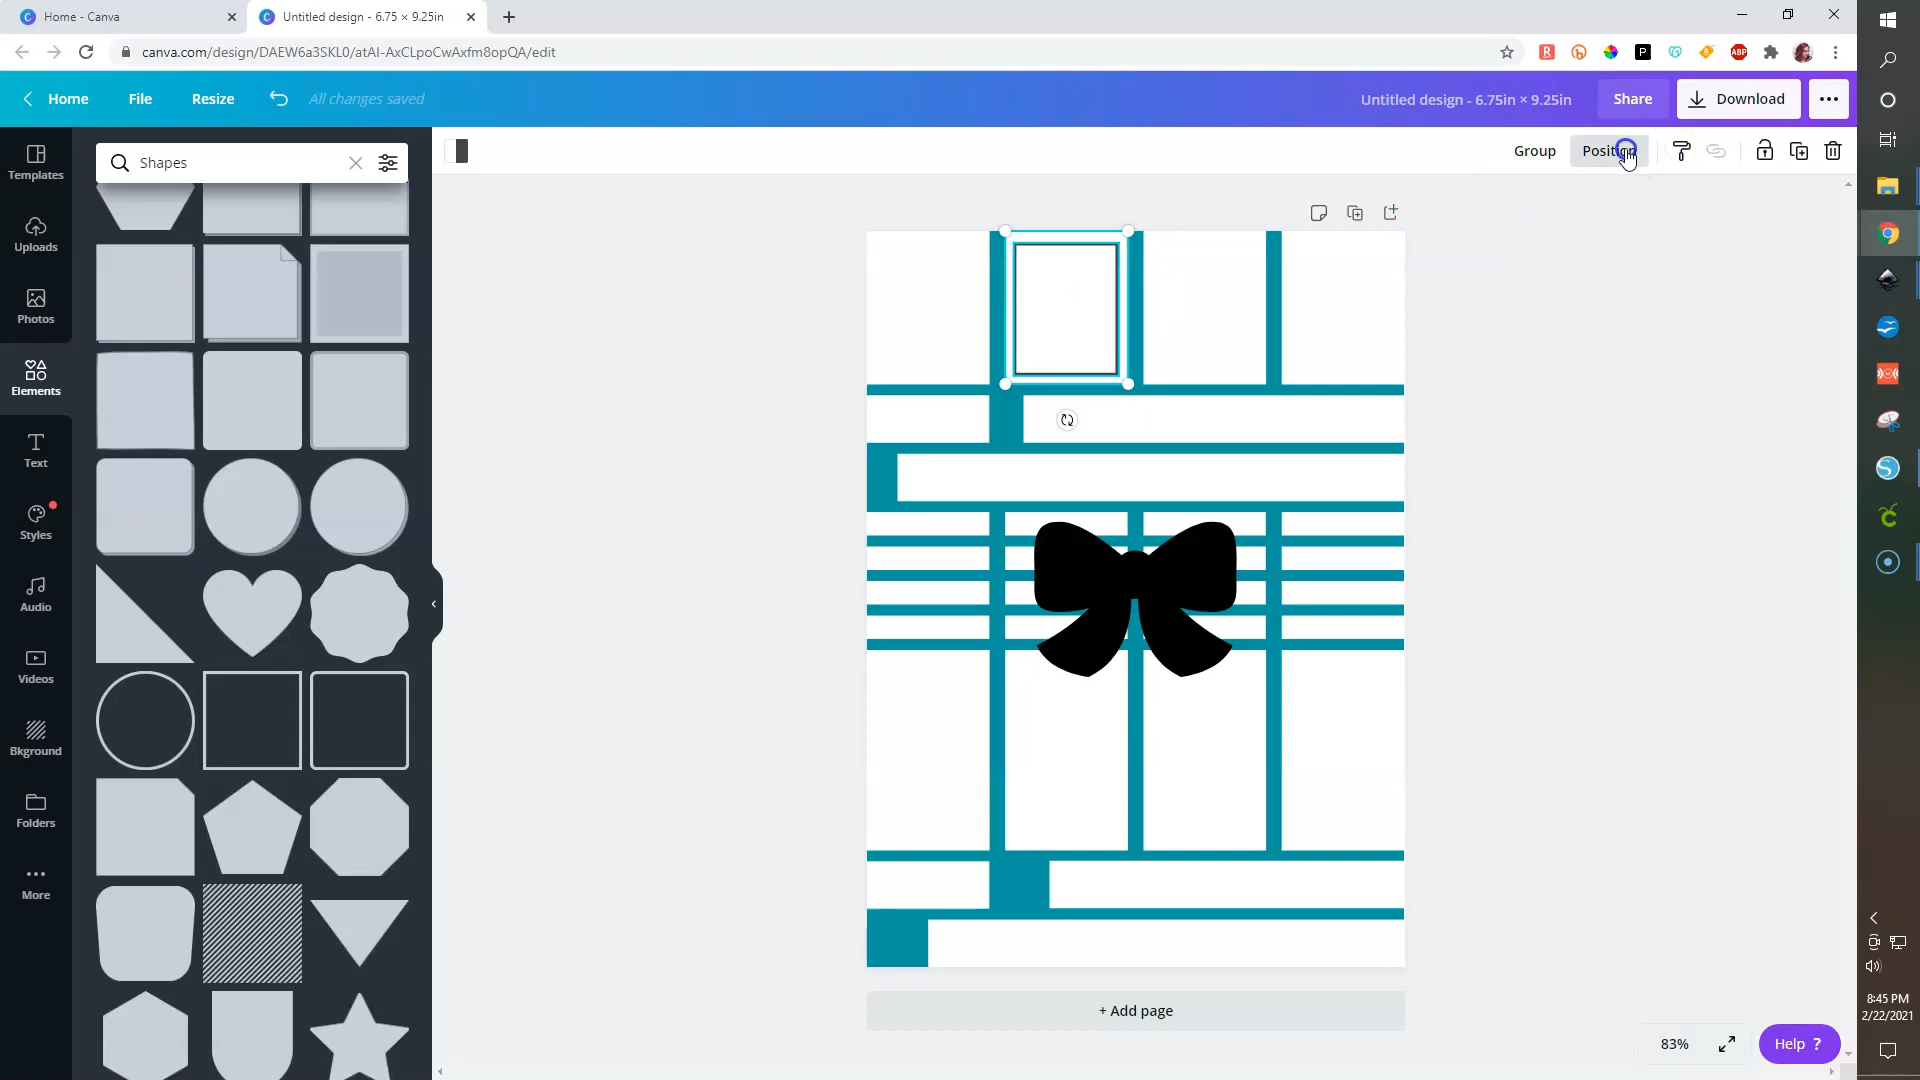 Home - Canva
Untitled design - 6.75 × 9.25in
canva.com/design/DAEW6a3SKL0/atAI-AxCLpoCwAxfm8opQA/edit
P
ABP
Home
File
Resize
All changes saved
Untitled design - 6.75in × 9.25in
Share
Download
Shapes
Group
Position
Templates
Uploads
Photos
Elements
Text
Styles
Audio
Videos
Bkground
Folders
More
+ Add page
83%
Help ?
8:45 PM
2/22/2021